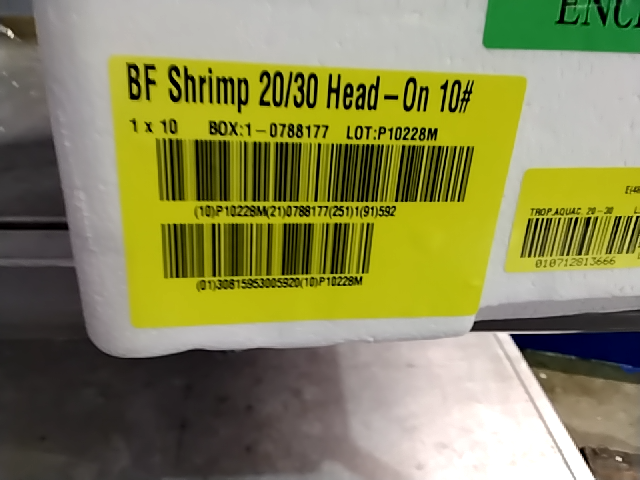 BF Shrimp 20/30 Head-On 10#
1 x 10 BOX:1-0788177 LOT:P10228M
(10)P10228M(21)0788177(251)1(91)592
(01)30815953005920(10)P10228M
TROP.AQUAC. 20-30
010712813666